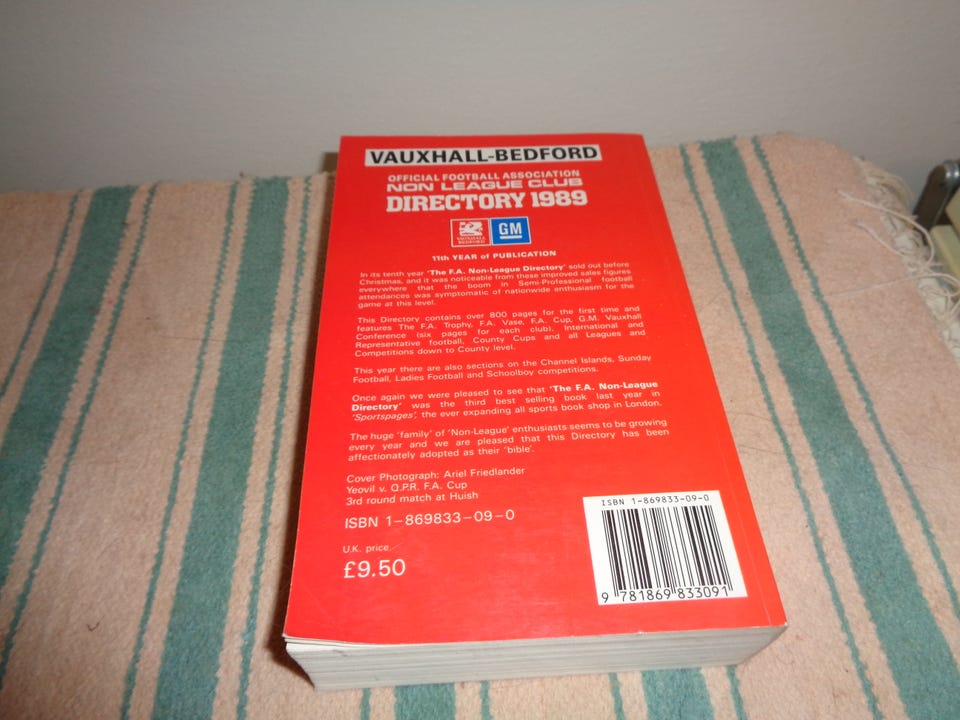 VAUXHALL-BEDFORD
OFFICIAL FOOTBALL ASSOCIATION
NON LEAGUE CLUB
DIRECTORY 1989
VAUXHALL
BEDFORD
GM
11th YEAR of PUBLICATION
In its tenth year 'The F.A. Non-League Directory' sold out before
Christmas, and it was noticeable from these improved sales figures
everywhere that the boom in Semi-Professional football
attendances was symptomatic of nationwide enthusiasm for the
game at this level.
This Directory contains over 800 pages for the first time and
features The F.A. Trophy, F.A. Vase, F.A. Cup, G.M. Vauxhall
Conference (six pages for each club), International and
Representative football, County Cups and all Leagues and
Competitions down to County level.
This year there are also sections on the Channel Islands, Sunday
Football, Ladies Football and Schoolboy competitions.
Once again we were pleased to see that 'The F.A. Non-League
Directory' was the third best selling book last year in
'Sportspages', the ever expanding all sports book shop in London.
The huge 'family' of 'Non-League' enthusiasts seems to be growing
every year and we are pleased that this Directory has been
affectionately adopted as their 'bible'.
Cover Photograph: Ariel Friedlander
Yeovil v. Q.P.R. F.A. Cup
3rd round match at Huish
ISBN 1-869833-09-0
U.K. price.
£9.50
ISBN 1-869833-09-0
9 781869 833091